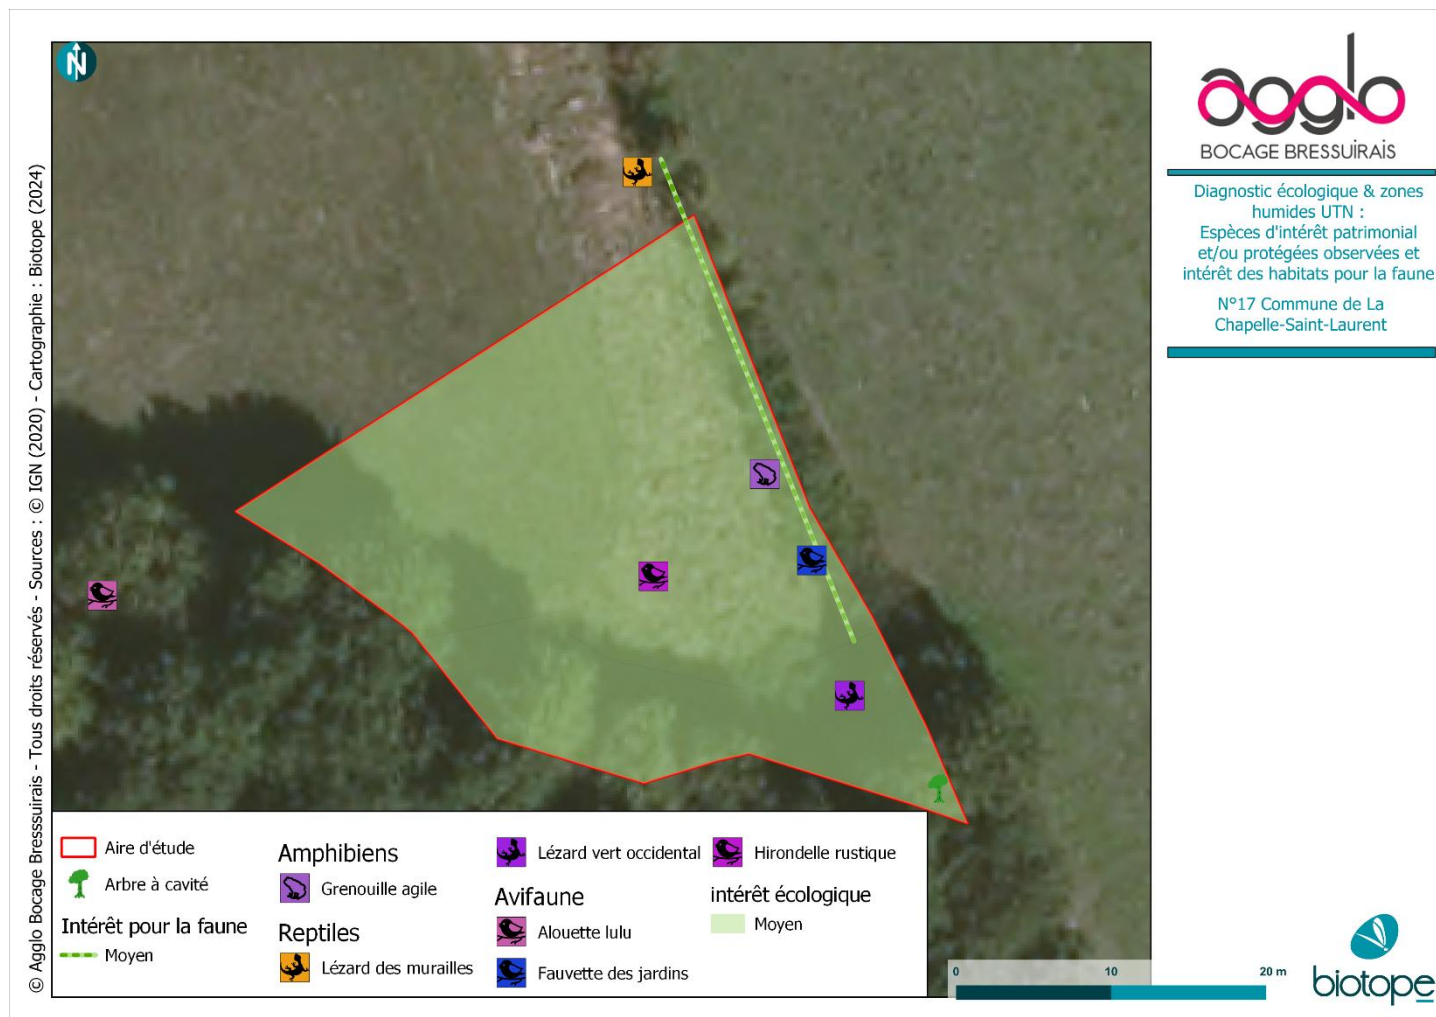 N
agglo
BOCAGE BRESSUIRAIS
Diagnostic écologique & zones
humides UTN :
Espèces d'intérêt patrimonial
et/ou protégées observées et
intérêt des habitats pour la faune
N°17 Commune de La
Chapelle-Saint-Laurent
© Agglo Bocage Bresssuirais - Tous droits réservés - Sources : © IGN (2020) - Cartographie : Biotope (2024)
Aire d'étude
Arbre à cavité
Intérêt pour la faune
Moyen
Amphibiens
Grenouille agile
Reptiles
Lézard des murailles
Lézard vert occidental
Avifaune
Alouette lulu
Fauvette des jardins
Hirondelle rustique
intérêt écologique
Moyen
0 10 20 m
biotope